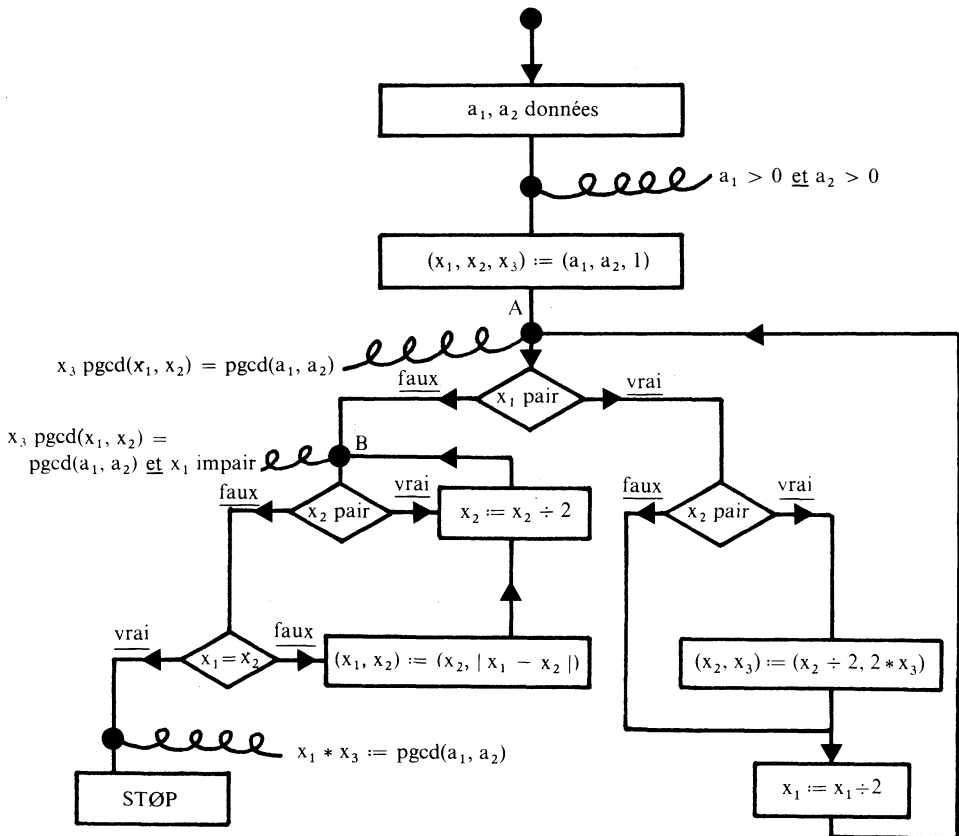 a₁, a₂ données
a₁ > 0 et a₂ > 0
(x₁, x₂, x₃) := (a₁, a₂, 1)
A
x₃ pgcd(x₁, x₂) = pgcd(a₁, a₂)
faux
x₁ pair
vrai
x₃ pgcd(x₁, x₂) =
pgcd(a₁, a₂) et x₁ impair
B
faux
x₂ pair
vrai
x₂ := x₂ ÷ 2
faux
x₂ pair
vrai
vrai
x₁ = x₂
faux
(x₁, x₂) := (x₂, | x₁ − x₂ |)
(x₂, x₃) := (x₂ ÷ 2, 2 * x₃)
x₁ * x₃ := pgcd(a₁, a₂)
STØP
x₁ := x₁ ÷ 2